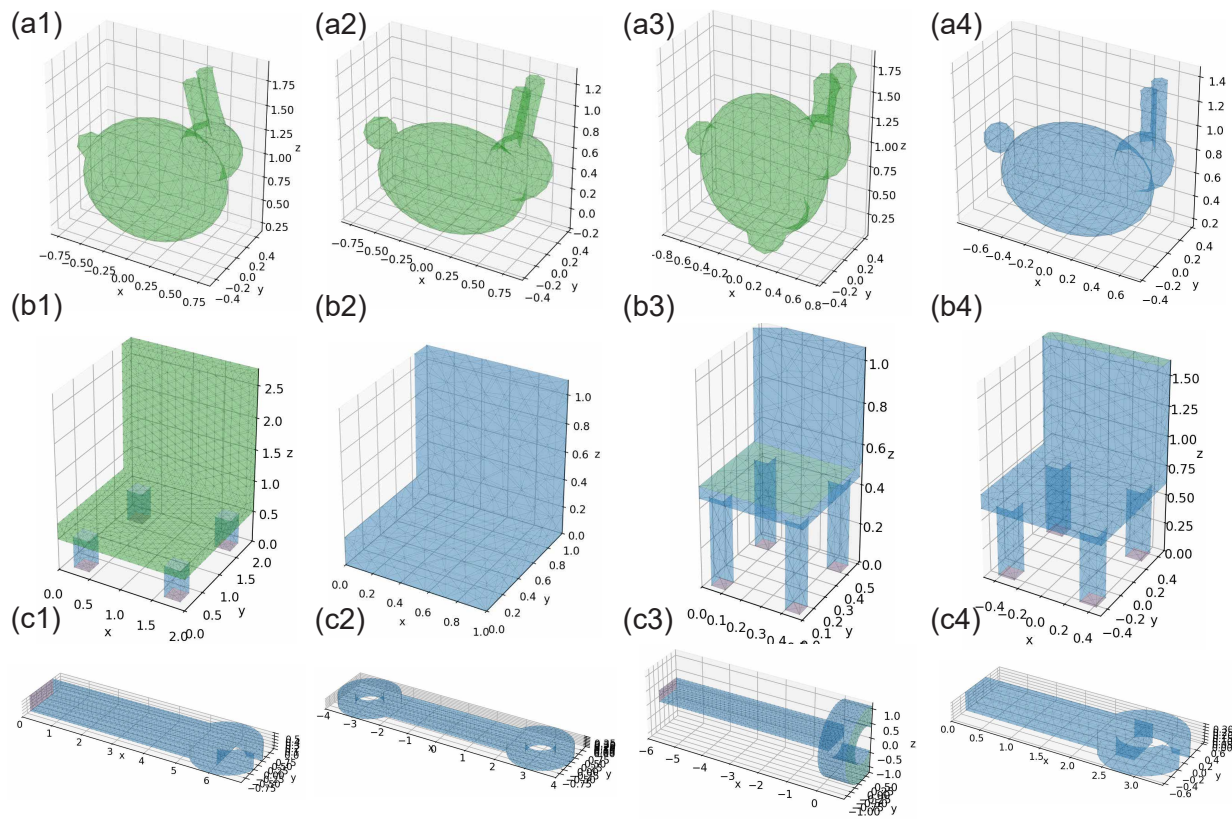 (a1) (a2) (a3) (a4)
1.75 1.50 1.25 1.00 0.75 0.50 0.25 z
−0.75 −0.50 −0.25 0.00 0.25 0.50 0.75 x
−0.4 −0.2 0.0 0.2 0.4 y
1.2 1.0 0.8 0.6 0.4 0.2 0.0 −0.2 z
−0.75 −0.50 −0.25 0.00 0.25 0.50 0.75 x
−0.4 −0.2 0.0 0.2 0.4 y
1.75 1.50 1.25 1.00 0.75 0.50 0.25 z
−0.8 −0.6 −0.4 −0.2 0.0 0.2 0.4 0.6 0.8 x
−0.4 −0.2 0.0 0.2 0.4 y
1.4 1.2 1.0 0.8 0.6 0.4 0.2 z
−0.6 −0.4 −0.2 0.0 0.2 0.4 0.6 x
−0.4 −0.2 0.0 0.2 0.4 y
(b1) (b2) (b3) (b4)
2.5 2.0 1.5 1.0 0.5 0.0 z
0.0 0.5 1.0 1.5 2.0 x
0.0 0.5 1.0 1.5 2.0 y
1.0 0.8 0.6 0.4 0.2 0.0 z
0.0 0.2 0.4 0.6 0.8 1.0 x
0.0 0.2 0.4 0.6 0.8 1.0 y
1.0 0.8 0.6 0.4 0.2 0.0 z
0.0 0.1 0.2 0.3 0.4 x
0.1 0.2 0.3 0.4 0.5 y
1.50 1.25 1.00 0.75 0.50 0.25 0.00 z
−0.4 −0.2 0.0 0.2 0.4 x
−0.4 −0.2 0.0 0.2 0.4 y
(c1) (c2) (c3) (c4)
0 1 2 3 4 5 6 x
−0.75 y
−4 −3 −2 −1 0 1 2 3 4 x
y
1.0 0.5 0.0 −0.5 −1.0 z
−6 −5 −4 −3 −2 −1 0 x
−1.00 y
0.0 0.5 1.0 1.5 2.0 2.5 3.0 x
−0.6 −0.4 −0.2 0.0 0.2 0.4 y